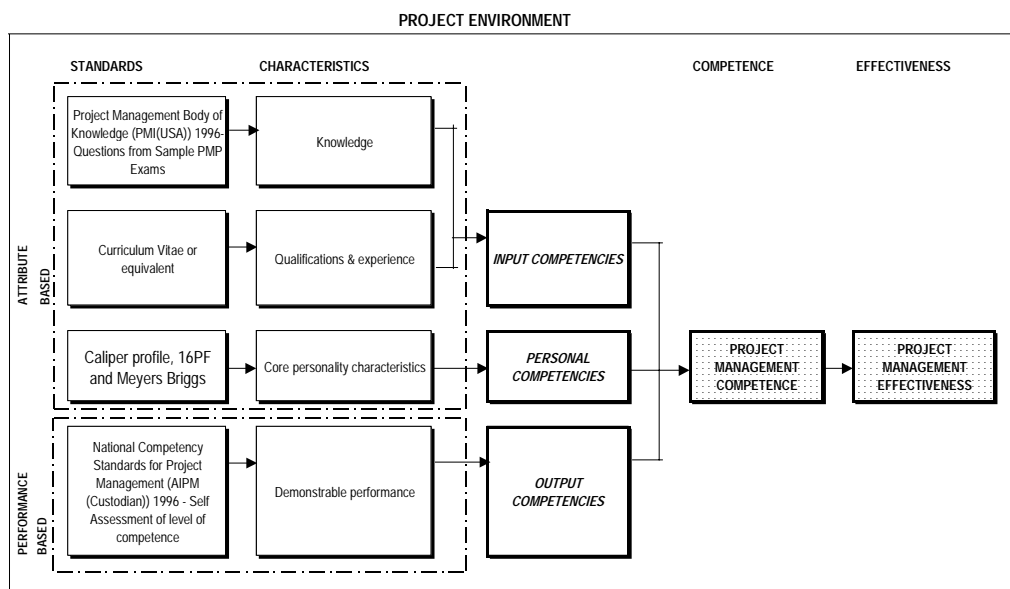 PROJECT ENVIRONMENT
STANDARDS
CHARACTERISTICS
COMPETENCE
EFFECTIVENESS
ATTRIBUTE
BASED
Project Management Body of
Knowledge (PMI(USA)) 1996-
Questions from Sample PMP
Exams
Knowledge
Curriculum Vitae or
equivalent
Qualifications & experience
INPUT COMPETENCIES
Caliper profile, 16PF
and Meyers Briggs
Core personality characteristics
PERSONAL
COMPETENCIES
PROJECT
MANAGEMENT
COMPETENCE
PROJECT
MANAGEMENT
EFFECTIVENESS
PERFORMANCE
BASED
National Competency
Standards for Project
Management (AIPM
(Custodian)) 1996 - Self
Assessment of level of
competence
Demonstrable performance
OUTPUT
COMPETENCIES